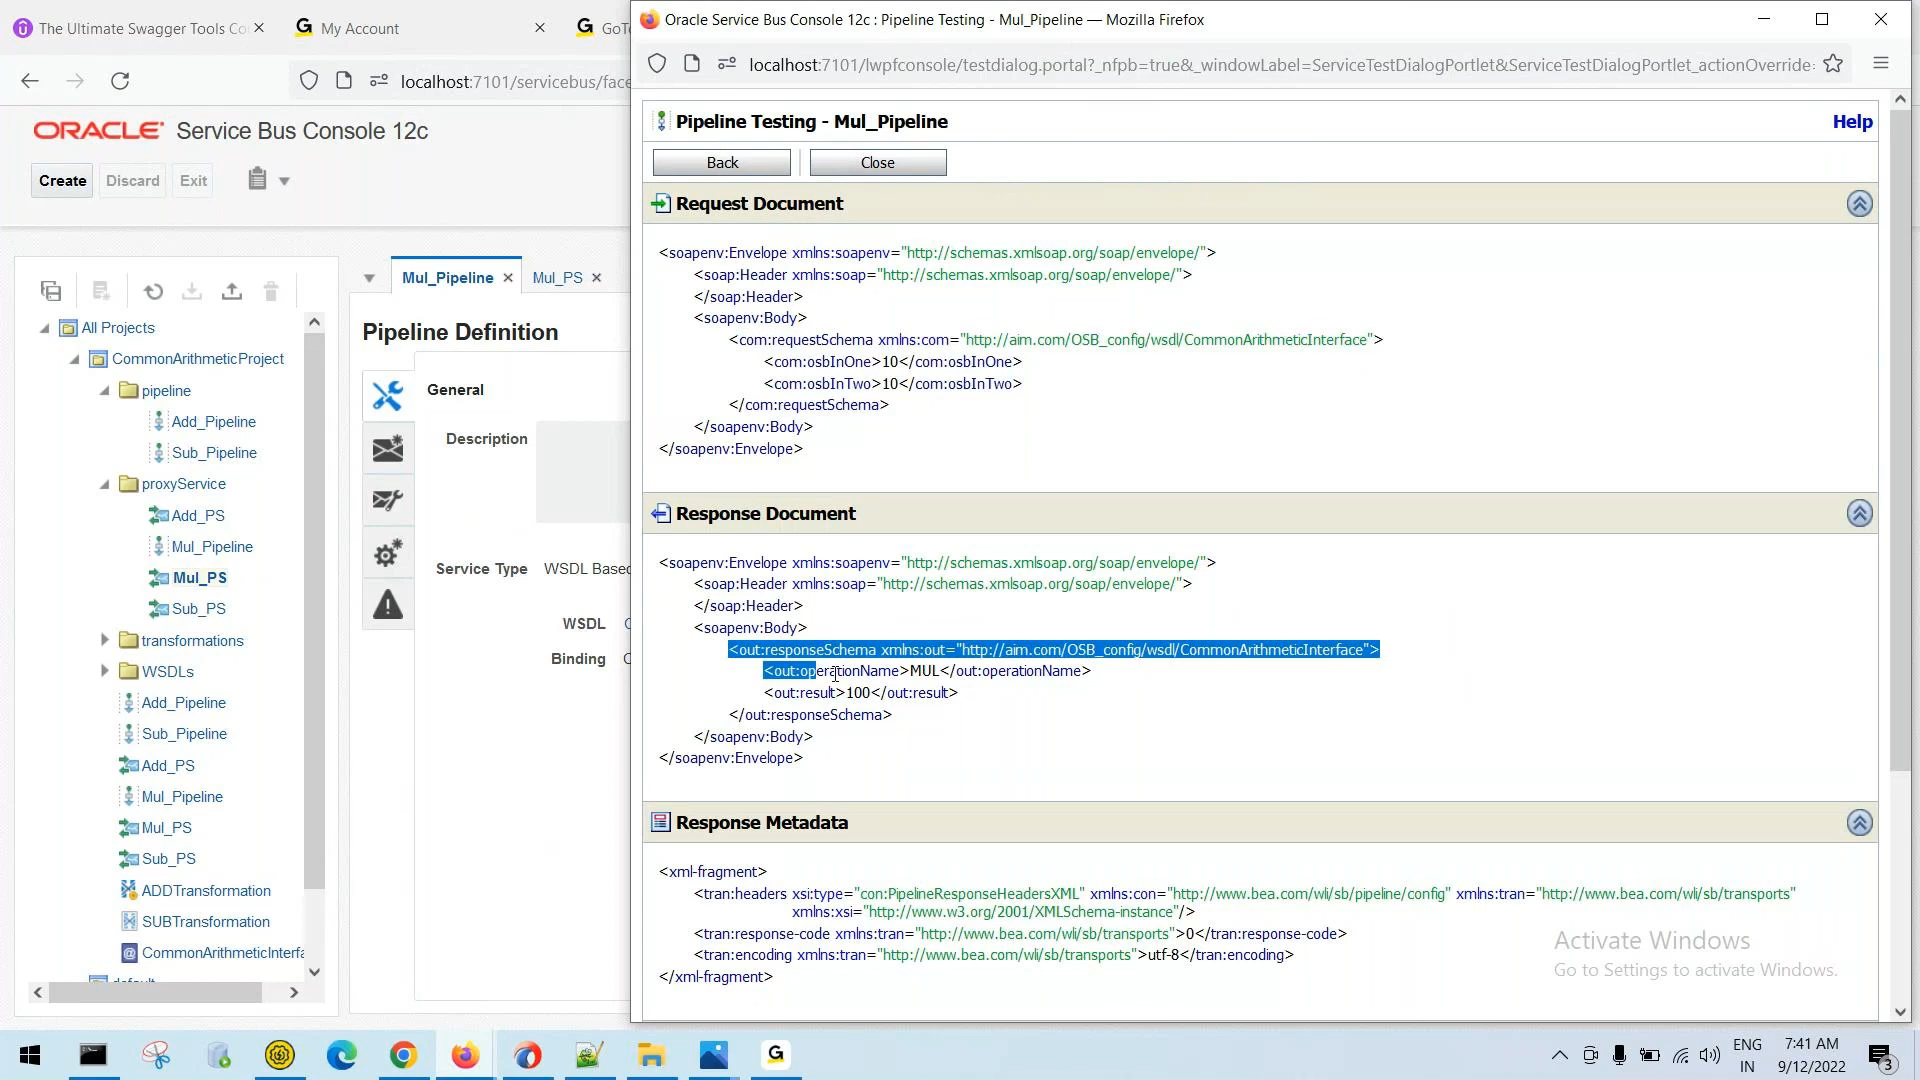 The Ultimate Swagger Tools Co
My Account
GoTo
localhost:7101/servicebus/face
ORACLE Service Bus Console 12c
Create
Discard
Exit
All Projects
CommonArithmeticProject
pipeline
Add_Pipeline
Sub_Pipeline
proxyService
Add_PS
Mul_Pipeline
Mul_PS
Sub_PS
transformations
WSDLs
Add_Pipeline
Sub_Pipeline
Add_PS
Mul_Pipeline
Mul_PS
Sub_PS
ADDTransformation
SUBTransformation
CommonArithmeticInterfa
Mul_Pipeline
Mul_PS
Pipeline Definition
General
Description
Service Type WSDL Based
WSDL
Binding
Oracle Service Bus Console 12c : Pipeline Testing - Mul_Pipeline — Mozilla Firefox
localhost:7101/lwpfconsole/testdialog.portal?_nfpb=true&_windowLabel=ServiceTestDialogPortlet&ServiceTestDialogPortlet_actionOverride=
Pipeline Testing - Mul_Pipeline
Help
Back
Close
Request Document
<soapenv:Envelope xmlns:soapenv="http://schemas.xmlsoap.org/soap/envelope/">
<soap:Header xmlns:soap="http://schemas.xmlsoap.org/soap/envelope/">
</soap:Header>
<soapenv:Body>
<com:requestSchema xmlns:com="http://aim.com/OSB_config/wsdl/CommonArithmeticInterface">
<com:osbInOne>10</com:osbInOne>
<com:osbInTwo>10</com:osbInTwo>
</com:requestSchema>
</soapenv:Body>
</soapenv:Envelope>
Response Document
<soapenv:Envelope xmlns:soapenv="http://schemas.xmlsoap.org/soap/envelope/">
<soap:Header xmlns:soap="http://schemas.xmlsoap.org/soap/envelope/">
</soap:Header>
<soapenv:Body>
<out:responseSchema xmlns:out="http://aim.com/OSB_config/wsdl/CommonArithmeticInterface">
<out:operationName>MUL</out:operationName>
<out:result>100</out:result>
</out:responseSchema>
</soapenv:Body>
</soapenv:Envelope>
Response Metadata
<xml-fragment>
<tran:headers xsi:type="con:PipelineResponseHeadersXML" xmlns:con="http://www.bea.com/wli/sb/pipeline/config" xmlns:tran="http://www.bea.com/wli/sb/transports"
xmlns:xsi="http://www.w3.org/2001/XMLSchema-instance"/>
<tran:response-code xmlns:tran="http://www.bea.com/wli/sb/transports">0</tran:response-code>
<tran:encoding xmlns:tran="http://www.bea.com/wli/sb/transports">utf-8</tran:encoding>
</xml-fragment>
Activate Windows
Go to Settings to activate Windows.
ENG
IN
7:41 AM
9/12/2022
3